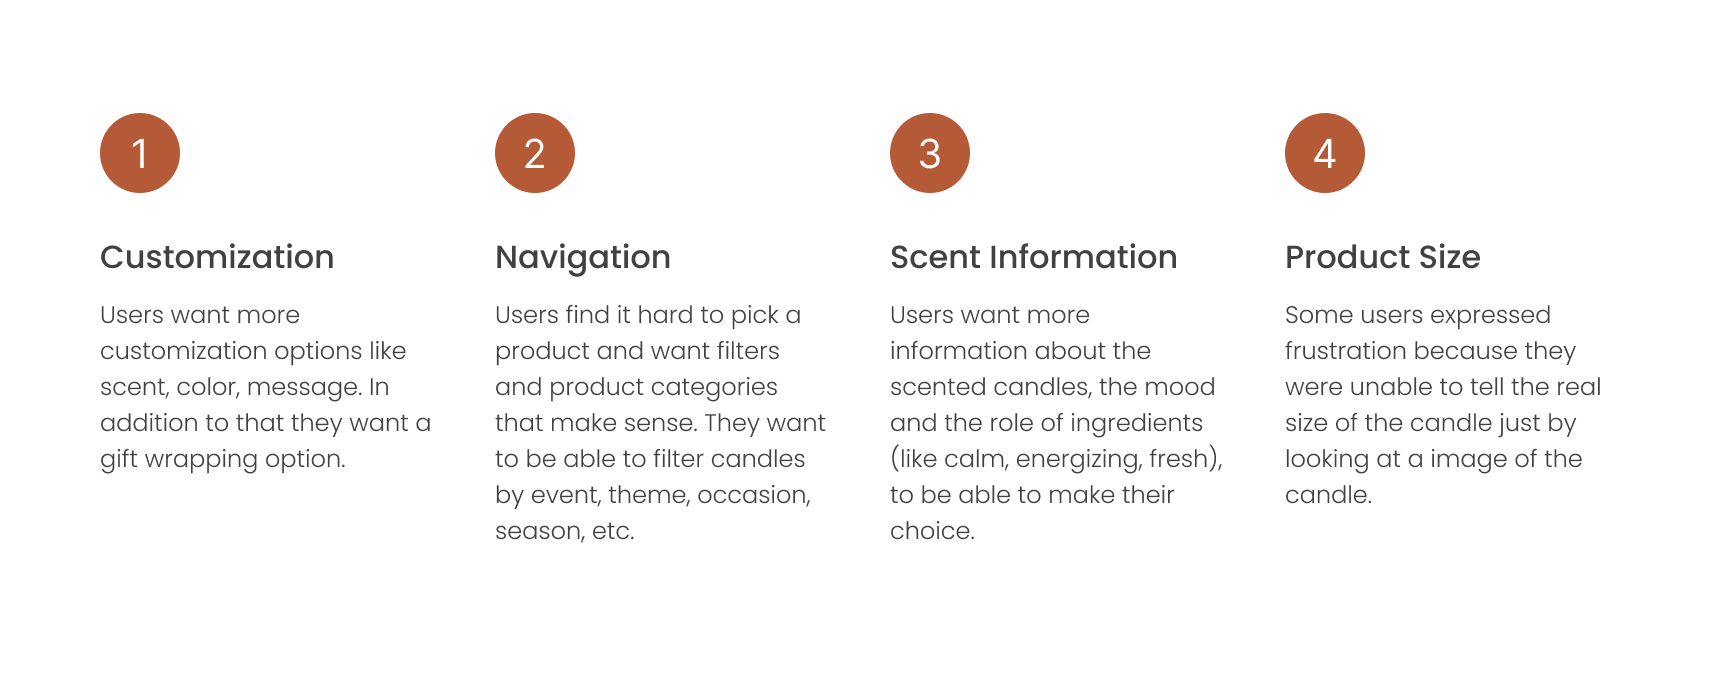 1
Customization
Users want more
customization options like
scent, color, message. In
addition to that they want a
gift wrapping option.
2
Navigation
Users find it hard to pick a
product and want filters
and product categories
that make sense. They want
to be able to filter candles
by event, theme, occasion,
season, etc.
3
Scent Information
Users want more
information about the
scented candles, the mood
and the role of ingredients
(like calm, energizing, fresh),
to be able to make their
choice.
4
Product Size
Some users expressed
frustration because they
were unable to tell the real
size of the candle just by
looking at a image of the
candle.